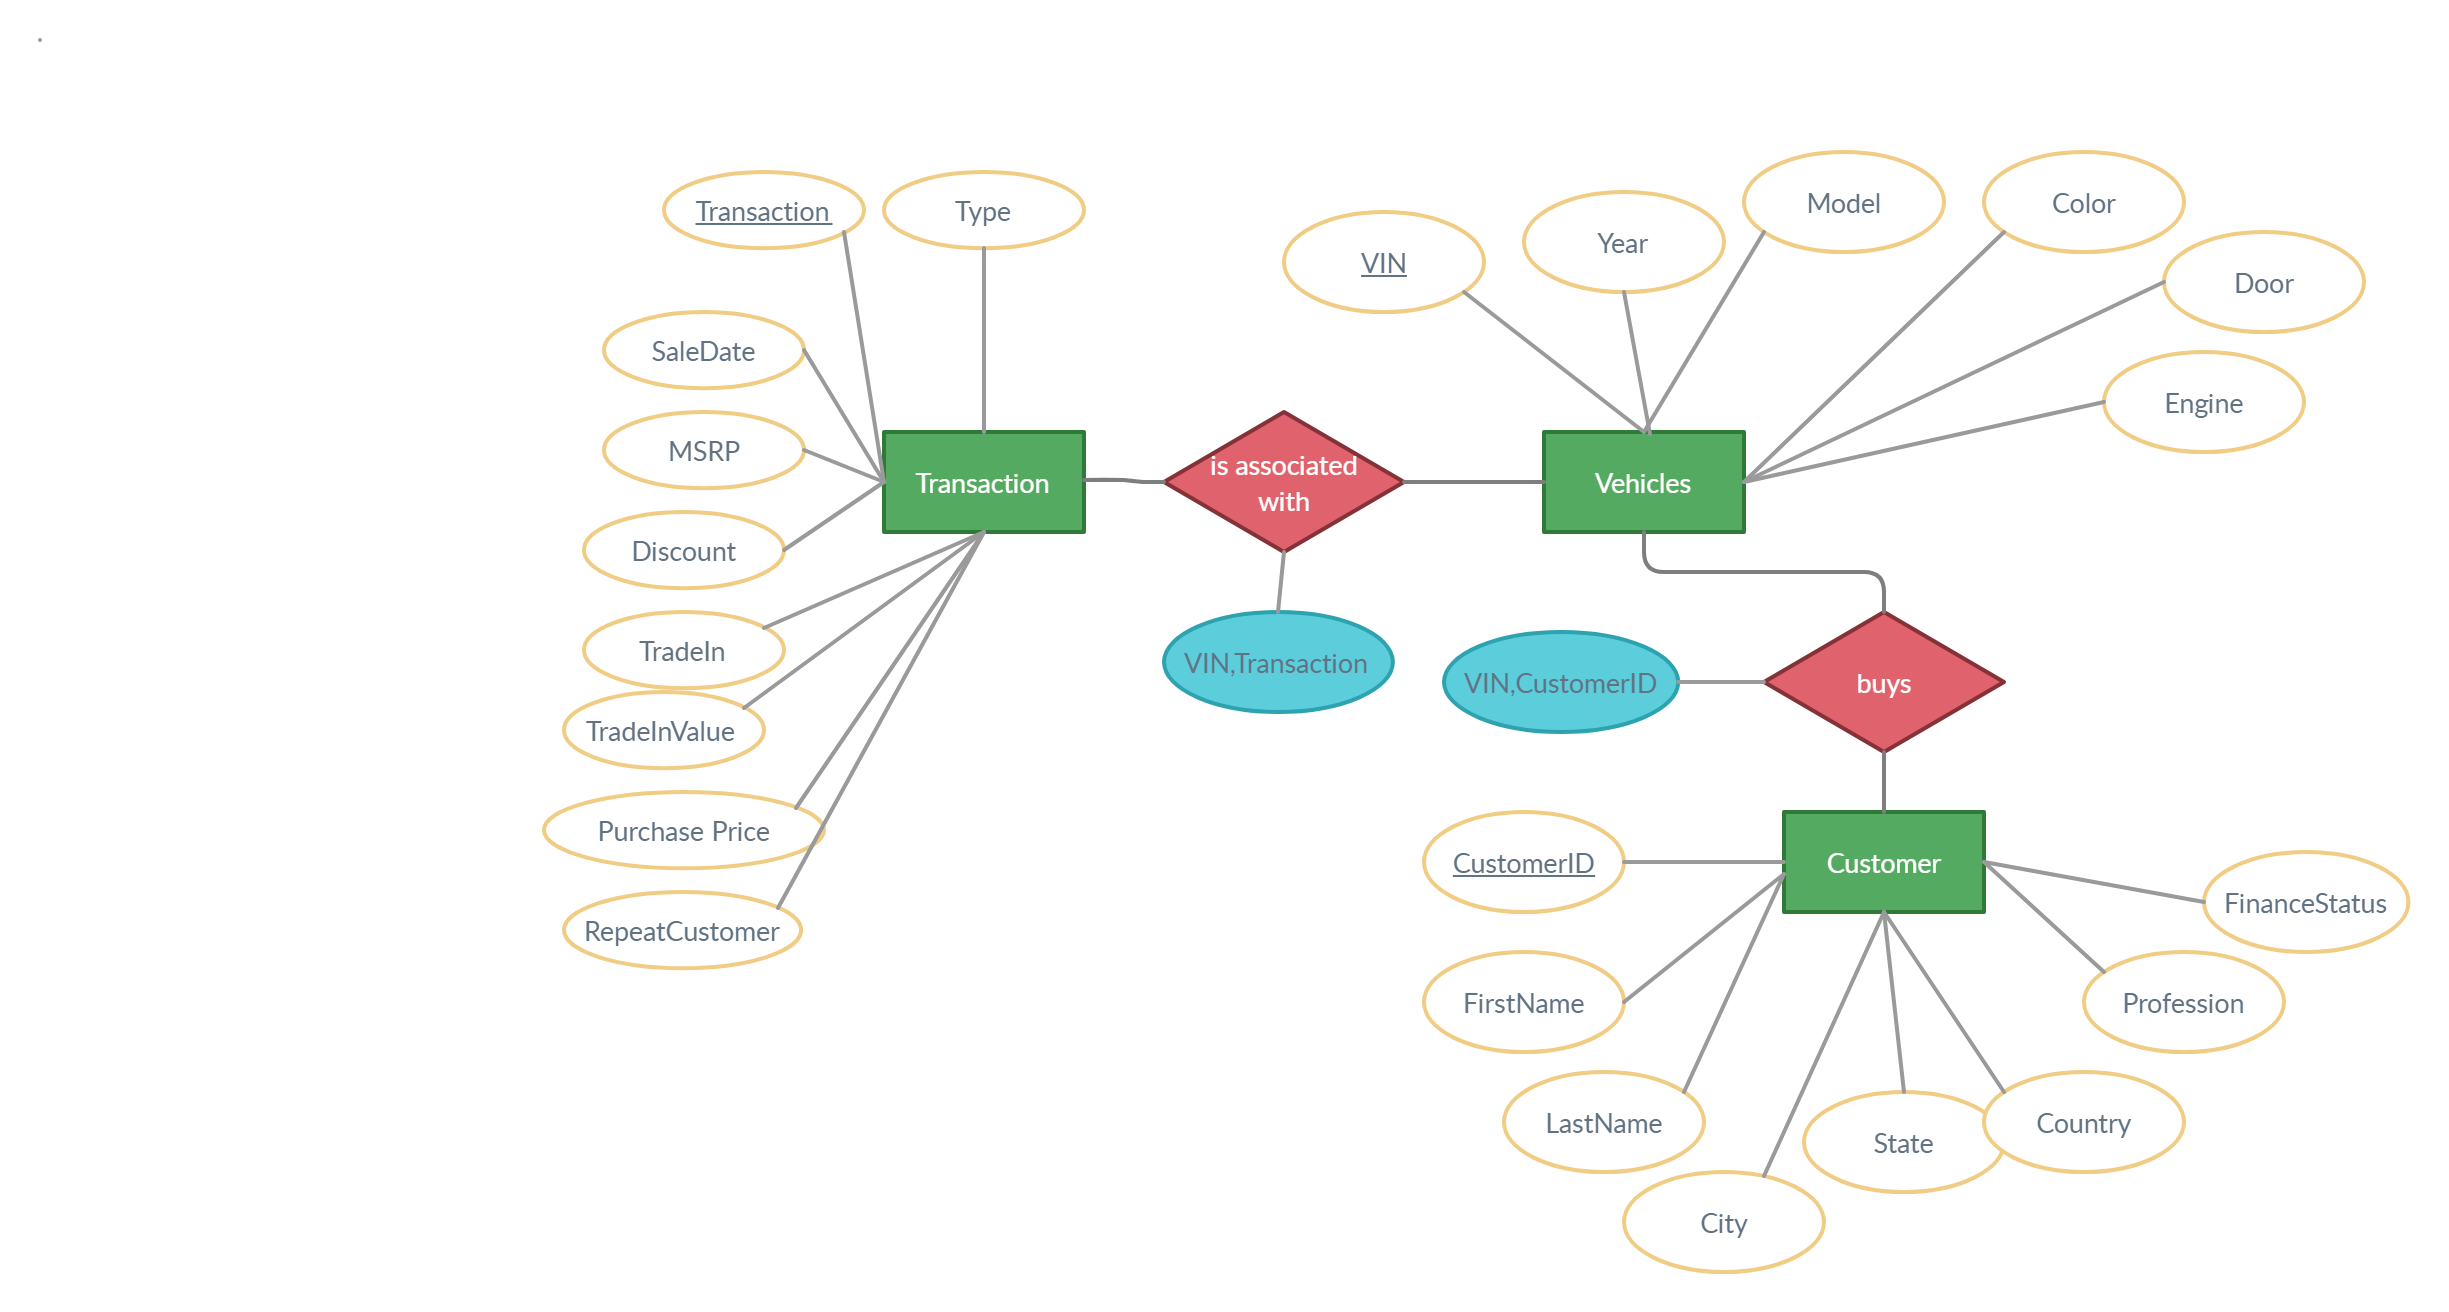 .
Transaction
Type
Model
Color
VIN
Year
Door
SaleDate
Engine
MSRP
Transaction
is associated
with
Vehicles
Discount
TradeIn
VIN,Transaction
VIN,CustomerID
buys
TradeInValue
Purchase Price
CustomerID
Customer
FinanceStatus
RepeatCustomer
FirstName
Profession
LastName
State
Country
City